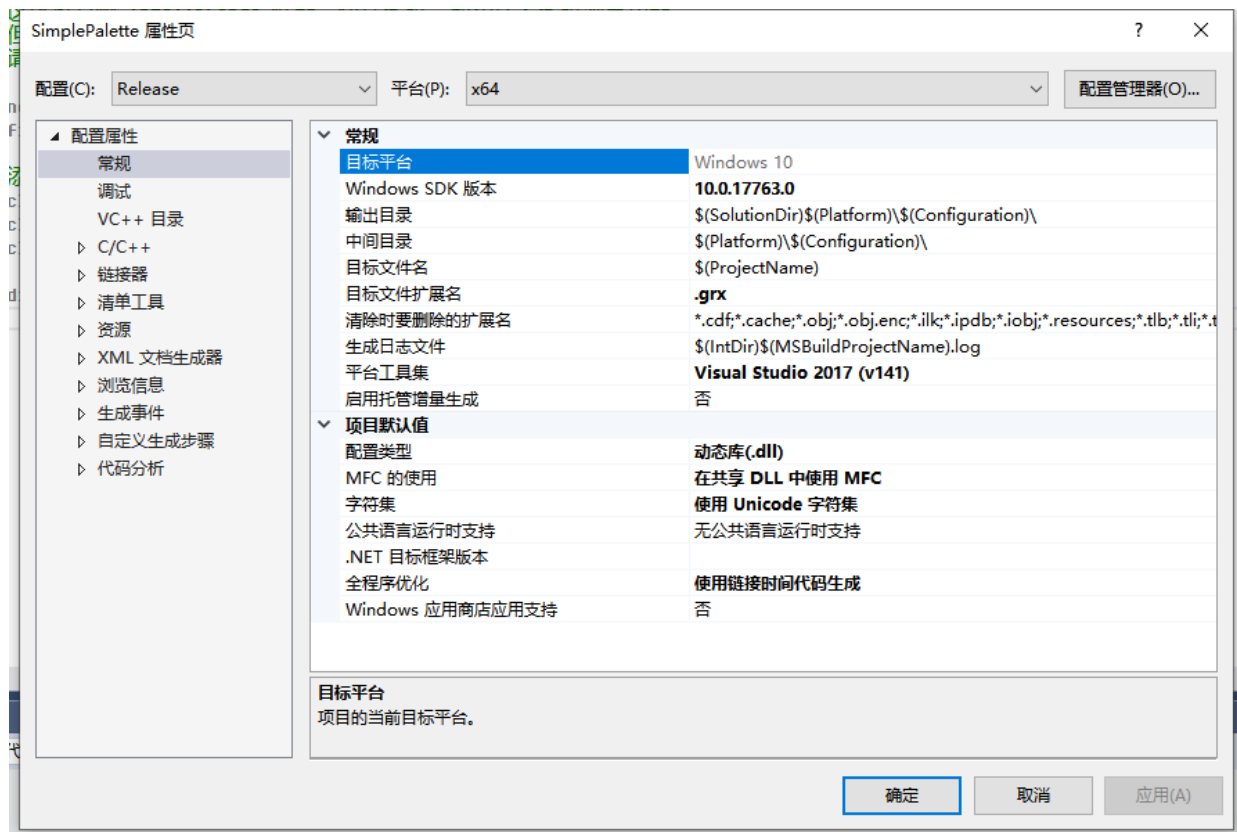 SimplePalette 属性页
?
配置(C): Release 平台(P): x64 配置管理器(O)...
配置属性
常规
调试
VC++ 目录
C/C++
链接器
清单工具
资源
XML 文档生成器
浏览信息
生成事件
自定义生成步骤
代码分析
常规
目标平台 Windows 10
Windows SDK 版本 10.0.17763.0
输出目录 $(SolutionDir)$(Platform)\$(Configuration)\
中间目录 $(Platform)\$(Configuration)\
目标文件名 $(ProjectName)
目标文件扩展名 .grx
清除时要删除的扩展名 *.cdf;*.cache;*.obj;*.obj.enc;*.ilk;*.ipdb;*.iobj;*.resources;*.tlb;*.tli;*.t
生成日志文件 $(IntDir)$(MSBuildProjectName).log
平台工具集 Visual Studio 2017 (v141)
启用托管增量生成 否
项目默认值
配置类型 动态库(.dll)
MFC 的使用 在共享 DLL 中使用 MFC
字符集 使用 Unicode 字符集
公共语言运行时支持 无公共语言运行时支持
.NET 目标框架版本
全程序优化 使用链接时间代码生成
Windows 应用商店应用支持 否
目标平台
项目的当前目标平台。
确定 取消 应用(A)